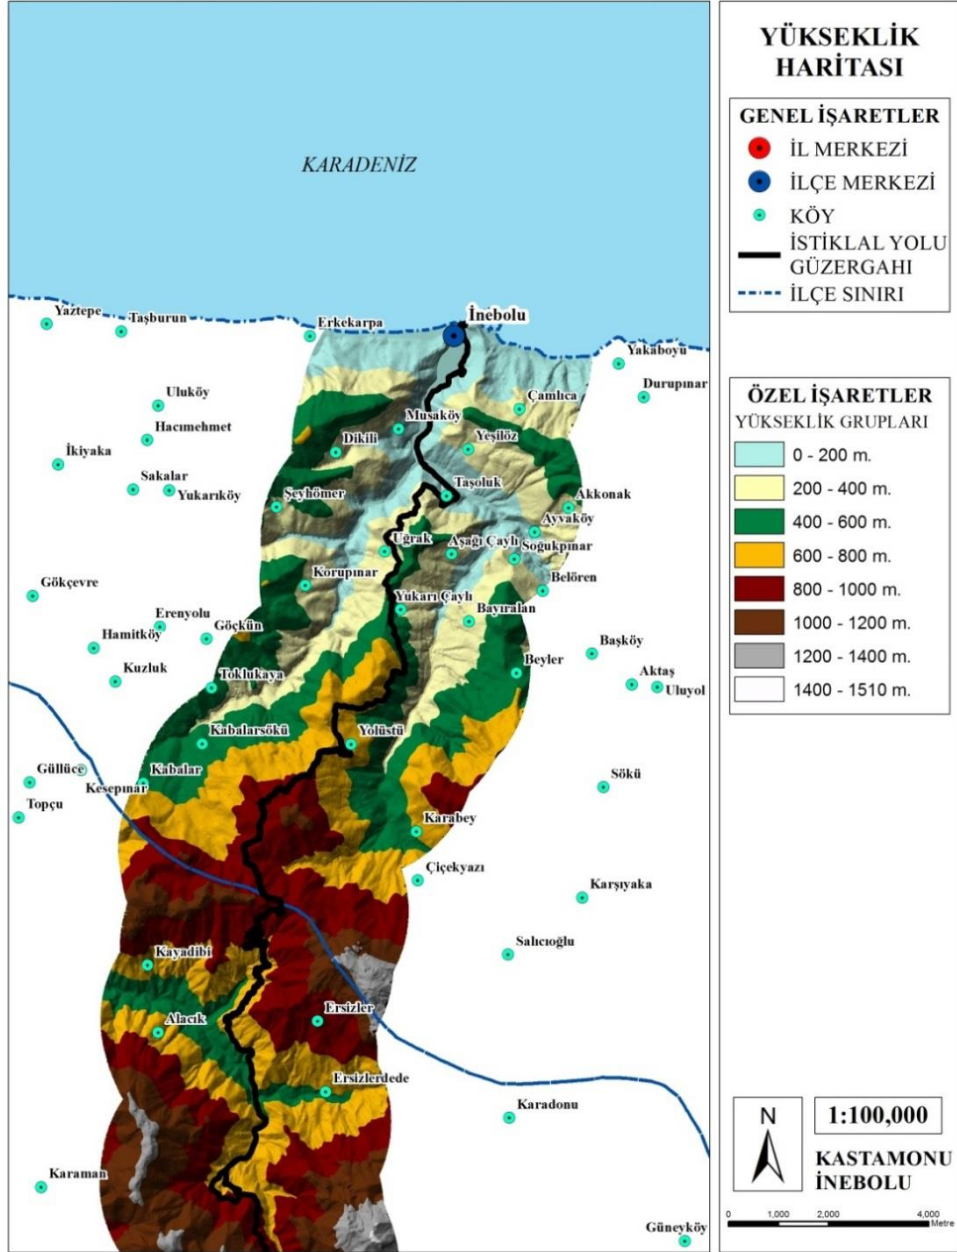 KARADENİZ
Yaztepe
Taşburun
Erkekarpa
İnebolu
Yakaboyu
Durupınar
Uluköy
Çamlıca
Hacımehmet
Musaköy
Dikili
Yeşilöz
İkiyaka
Sakalar
Yukarıköy
Şeyhömer
Taşoluk
Akkonak
Ayvaköy
Uğrak
Aşağı Çaylı
Soğukpınar
Korupınar
Belören
Gökçevre
Yukarı Çaylı
Bayıralan
Erenyolu
Göçkün
Hamitköy
Başköy
Kuzluk
Toklukaya
Beyler
Aktaş
Uluyol
Kabalarsökü
Yolüstü
Güllüce
Kesepınar
Kabalar
Sökü
Topçu
Karabey
Çiçekyazı
Karşıyaka
Salıcıoğlu
Kayadibi
Ersizler
Alacık
Ersizlerdede
Karadonu
Karaman
Güneyköy
YÜKSEKLİK
HARİTASI
GENEL İŞARETLER
İL MERKEZİ
İLÇE MERKEZİ
KÖY
İSTİKLAL YOLU
GÜZERGAHI
İLÇE SINIRI
ÖZEL İŞARETLER
YÜKSEKLİK GRUPLARI
0 - 200 m.
200 - 400 m.
400 - 600 m.
600 - 800 m.
800 - 1000 m.
1000 - 1200 m.
1200 - 1400 m.
1400 - 1510 m.
N
1:100,000
KASTAMONU
İNEBOLU
0 1,000 2,000 4,000
Metre